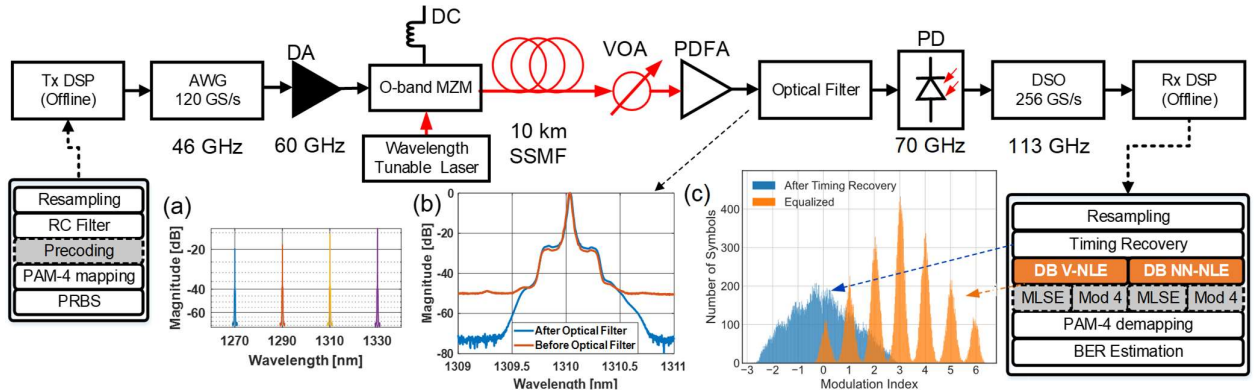 DC
DA
VOA
PDFA
PD
Tx DSP
(Offline)
AWG
120 GS/s
O-band MZM
Optical Filter
DSO
256 GS/s
Rx DSP
(Offline)
46 GHz
60 GHz
Wavelength
Tunable Laser
10 km
SSMF
70 GHz
113 GHz
Resampling
RC Filter
Precoding
PAM-4 mapping
PRBS
(a)
Magnitude [dB]
-20
-40
-60
1270
1290
1310
1330
Wavelength [nm]
(b)
Magnitude [dB]
0
-20
-40
-60
-80
After Optical Filter
Before Optical Filter
1309
1309.5
1310
1310.5
1311
Wavelength [nm]
(c)
After Timing Recovery
Equalized
Number of Symbols
400
300
200
100
0
−3 −2 −1 0 1 2 3 4 5 6
Modulation Index
Resampling
Timing Recovery
DB V-NLE
DB NN-NLE
MLSE
Mod 4
MLSE
Mod 4
PAM-4 demapping
BER Estimation